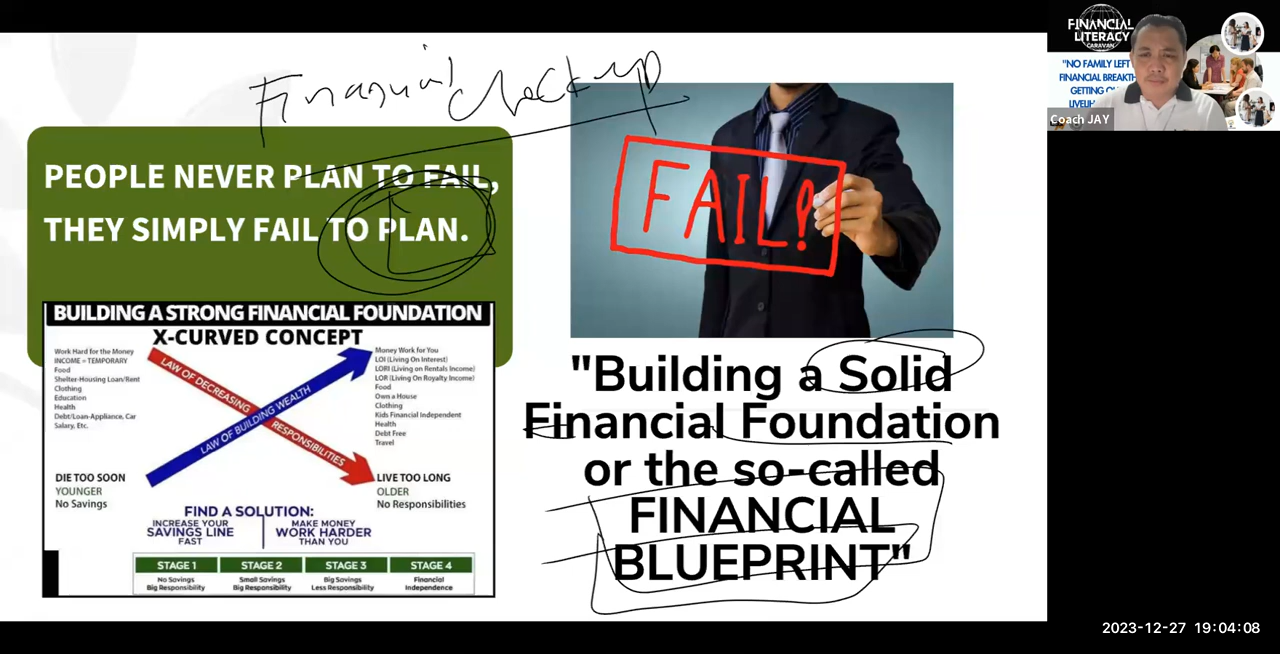 Financial check up
PEOPLE NEVER PLAN TO FAIL,
THEY SIMPLY FAIL TO PLAN.
BUILDING A STRONG FINANCIAL FOUNDATION
X-CURVED CONCEPT
Work Hard for the Money
INCOME = TEMPORARY
Food
Shelter-Housing Loan/Rent
Clothing
Education
Health
Debt/Loan-Appliance, Car
Salary, Etc.
LAW OF DECREASING
RESPONSIBILITIES
LAW OF BUILDING WEALTH
Money Work for You
LOI (Living On Interest)
LORI (Living on Rentals Income)
LOR (Living On Royalty Income)
Food
Own a House
Clothing
Kids Financial Independent
Health
Debt Free
Travel
DIE TOO SOON
YOUNGER
No Savings
LIVE TOO LONG
OLDER
No Responsibilities
FIND A SOLUTION:
INCREASE YOUR
SAVINGS LINE
FAST
MAKE MONEY
WORK HARDER
THAN YOU
STAGE 1
No Savings
Big Responsibility
STAGE 2
Small Savings
Big Responsibility
STAGE 3
Big Savings
Less Responsibility
STAGE 4
Financial
Independence
FAIL!
"Building a Solid
Financial Foundation
or the so-called
FINANCIAL
BLUEPRINT"
FINANCIAL
LITERACY
CARAVAN
"NO FAMILY LEFT
FINANCIAL
GETTING
Coach JAY
2023-12-27 19:04:08